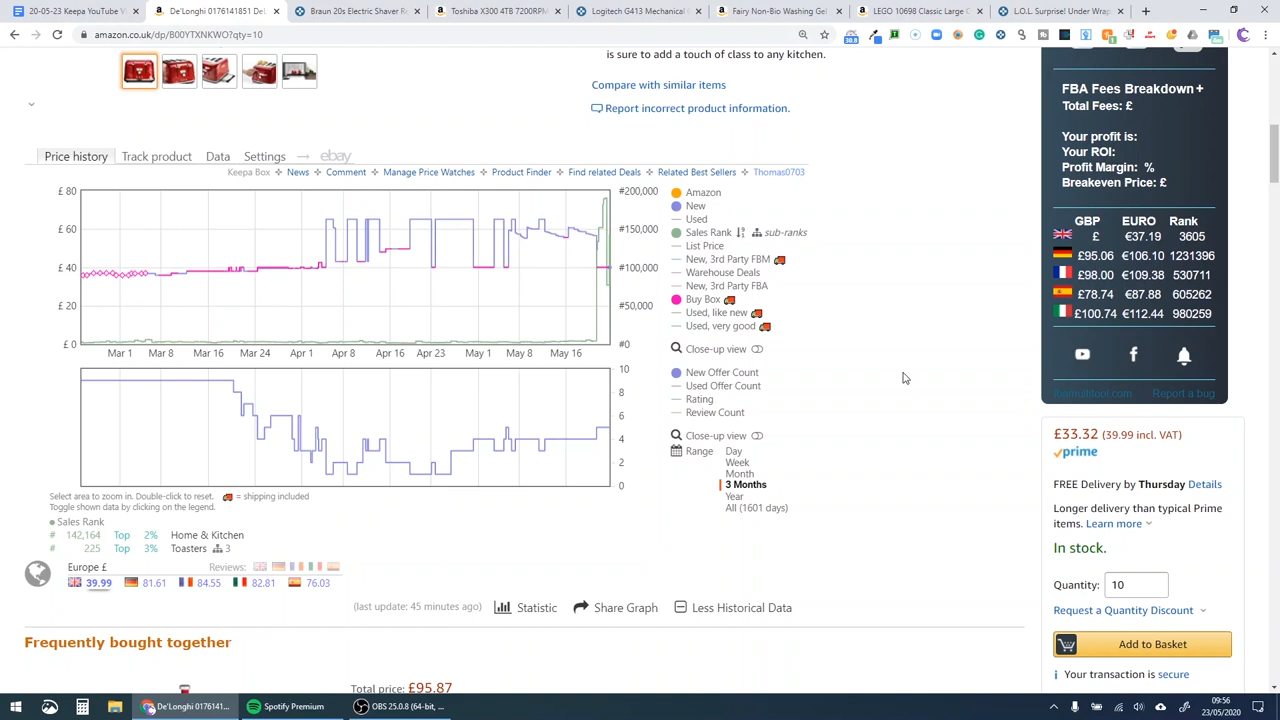 20-05-23 Keepa YouTube V
De'Longhi 0176141851 Del
Braun 20s Electric Shaver Ra
Toshiba X300 4TB 7200RPM
Logitech G413 Mechanical G
Fairy Non-Bio Washing Gel
LEGO 10698 Classic Large C
L.O.L. Surprise! Under Wrap
amazon.co.uk/dp/B00YTXNKWO?qty=10
is sure to add a touch of class to any kitchen.
Compare with similar items
Report incorrect product information.
Price history
Track product
Data
Settings
ebay
Keepa Box
News
Comment
Manage Price Watches
Product Finder
Find related Deals
Related Best Sellers
Thomas0703
£ 80
£ 60
£ 40
£ 20
£ 0
#200,000
#150,000
#100,000
#50,000
#0
Mar 1
Mar 8
Mar 16
Mar 24
Apr 1
Apr 8
Apr 16
Apr 23
May 1
May 8
May 16
Amazon
New
Used
Sales Rank sub-ranks
List Price
New, 3rd Party FBM
Warehouse Deals
New, 3rd Party FBA
Buy Box
Used, like new
Used, very good
Close-up view
10
8
6
4
2
0
New Offer Count
Used Offer Count
Rating
Review Count
Close-up view
Range
Day
Week
Month
3 Months
Year
All (1601 days)
Select area to zoom in. Double-click to reset. = shipping included
Toggle shown data by clicking on the legend.
Sales Rank
# 142,164 Top 2% Home & Kitchen
# 225 Top 3% Toasters 3
Europe £
Reviews:
39.99 81.61 84.55 82.81 76.03
(last update: 45 minutes ago)
Statistic
Share Graph
Less Historical Data
Frequently bought together
Total price: £95.87
FBA Fees Breakdown +
Total Fees: £
Your profit is:
Your ROI:
Profit Margin: %
Breakeven Price: £
GBP EURO Rank
£ €37.19 3605
£95.06 €106.10 1231396
£98.00 €109.38 530711
£78.74 €87.88 605262
£100.74 €112.44 980259
fbamultitool.com
Report a bug
£33.32 (39.99 incl. VAT)
prime
FREE Delivery by Thursday Details
Longer delivery than typical Prime
items. Learn more
In stock.
Quantity: 10
Request a Quantity Discount
Add to Basket
Your transaction is secure
De'Longhi 0176141...
Spotify Premium
OBS 25.0.8 (64-bit, ...
09:56
23/05/2020